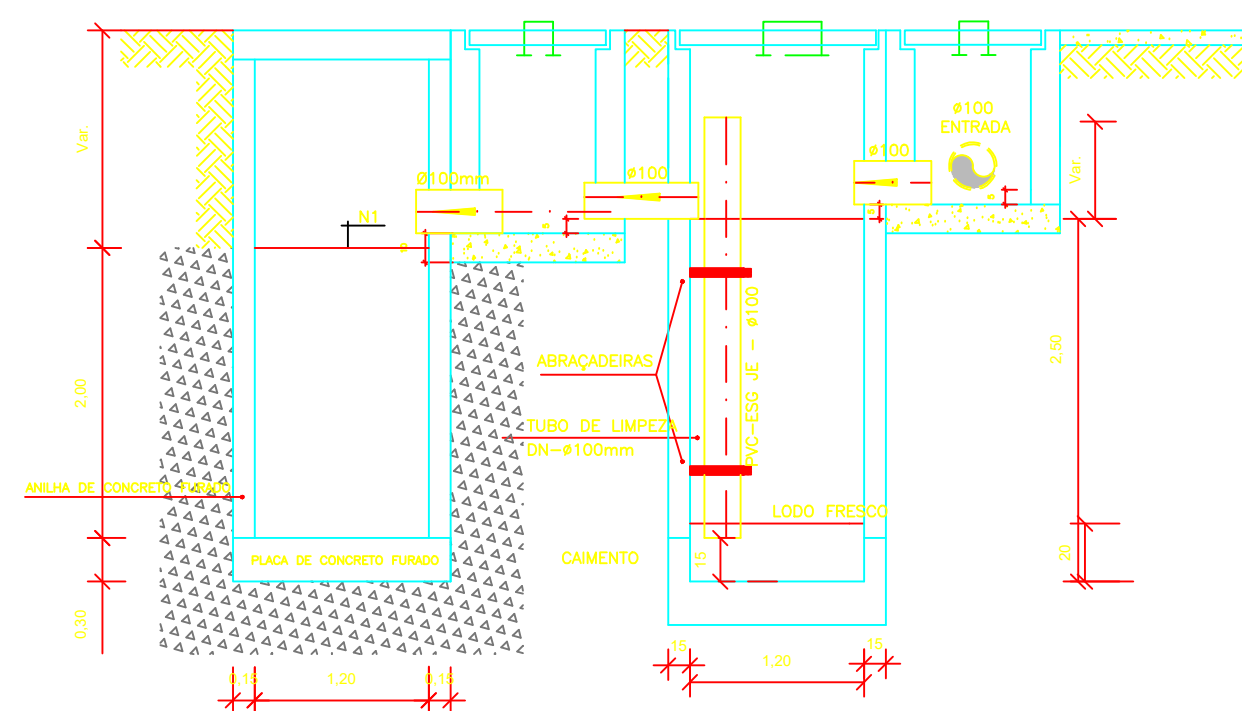 ø100
ENTRADA
Var.
Var.
ø100
ø100
Ø100mm
N1
5
5
PVC-ESG JE - ø100
2,50
ABRAÇADEIRAS
2,00
TUBO DE LIMPEZA
DN-ø100mm
ANILHA DE CONCRETO FURADO
LODO FRESCO
PLACA DE CONCRETO FURADO
CAIMENTO
15
20
0,30
15
1,20
15
0,15
1,20
0,15